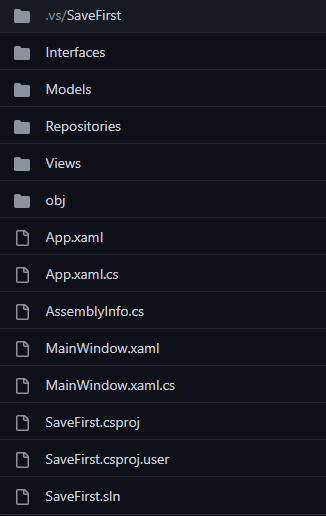 .vs/SaveFirst
Interfaces
Models
Repositories
Views
obj
App.xaml
App.xaml.cs
AssemblyInfo.cs
MainWindow.xaml
MainWindow.xaml.cs
SaveFirst.csproj
SaveFirst.csproj.user
SaveFirst.sln